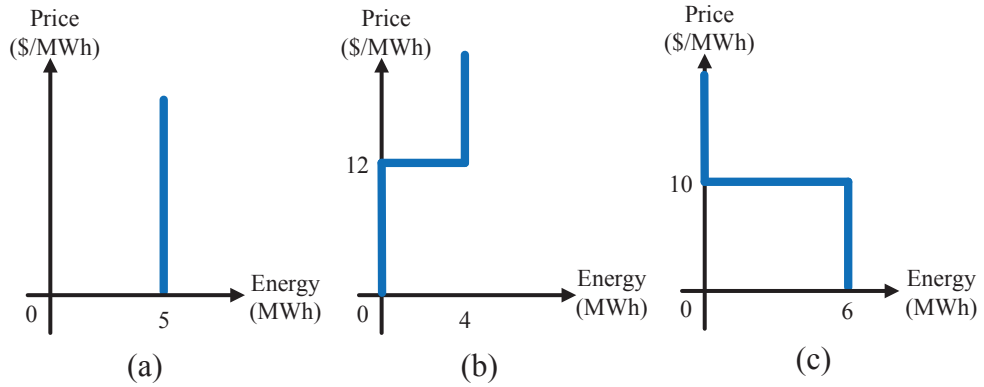 Price
($/MWh)
Energy
(MWh)
0
5
(a)
Price
($/MWh)
12
Energy
(MWh)
0
4
(b)
Price
($/MWh)
10
Energy
(MWh)
0
6
(c)